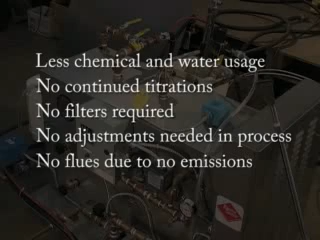 Less chemical and water usage
No continued titrations
No filters required
No adjustments needed in process
No flues due to no emissions